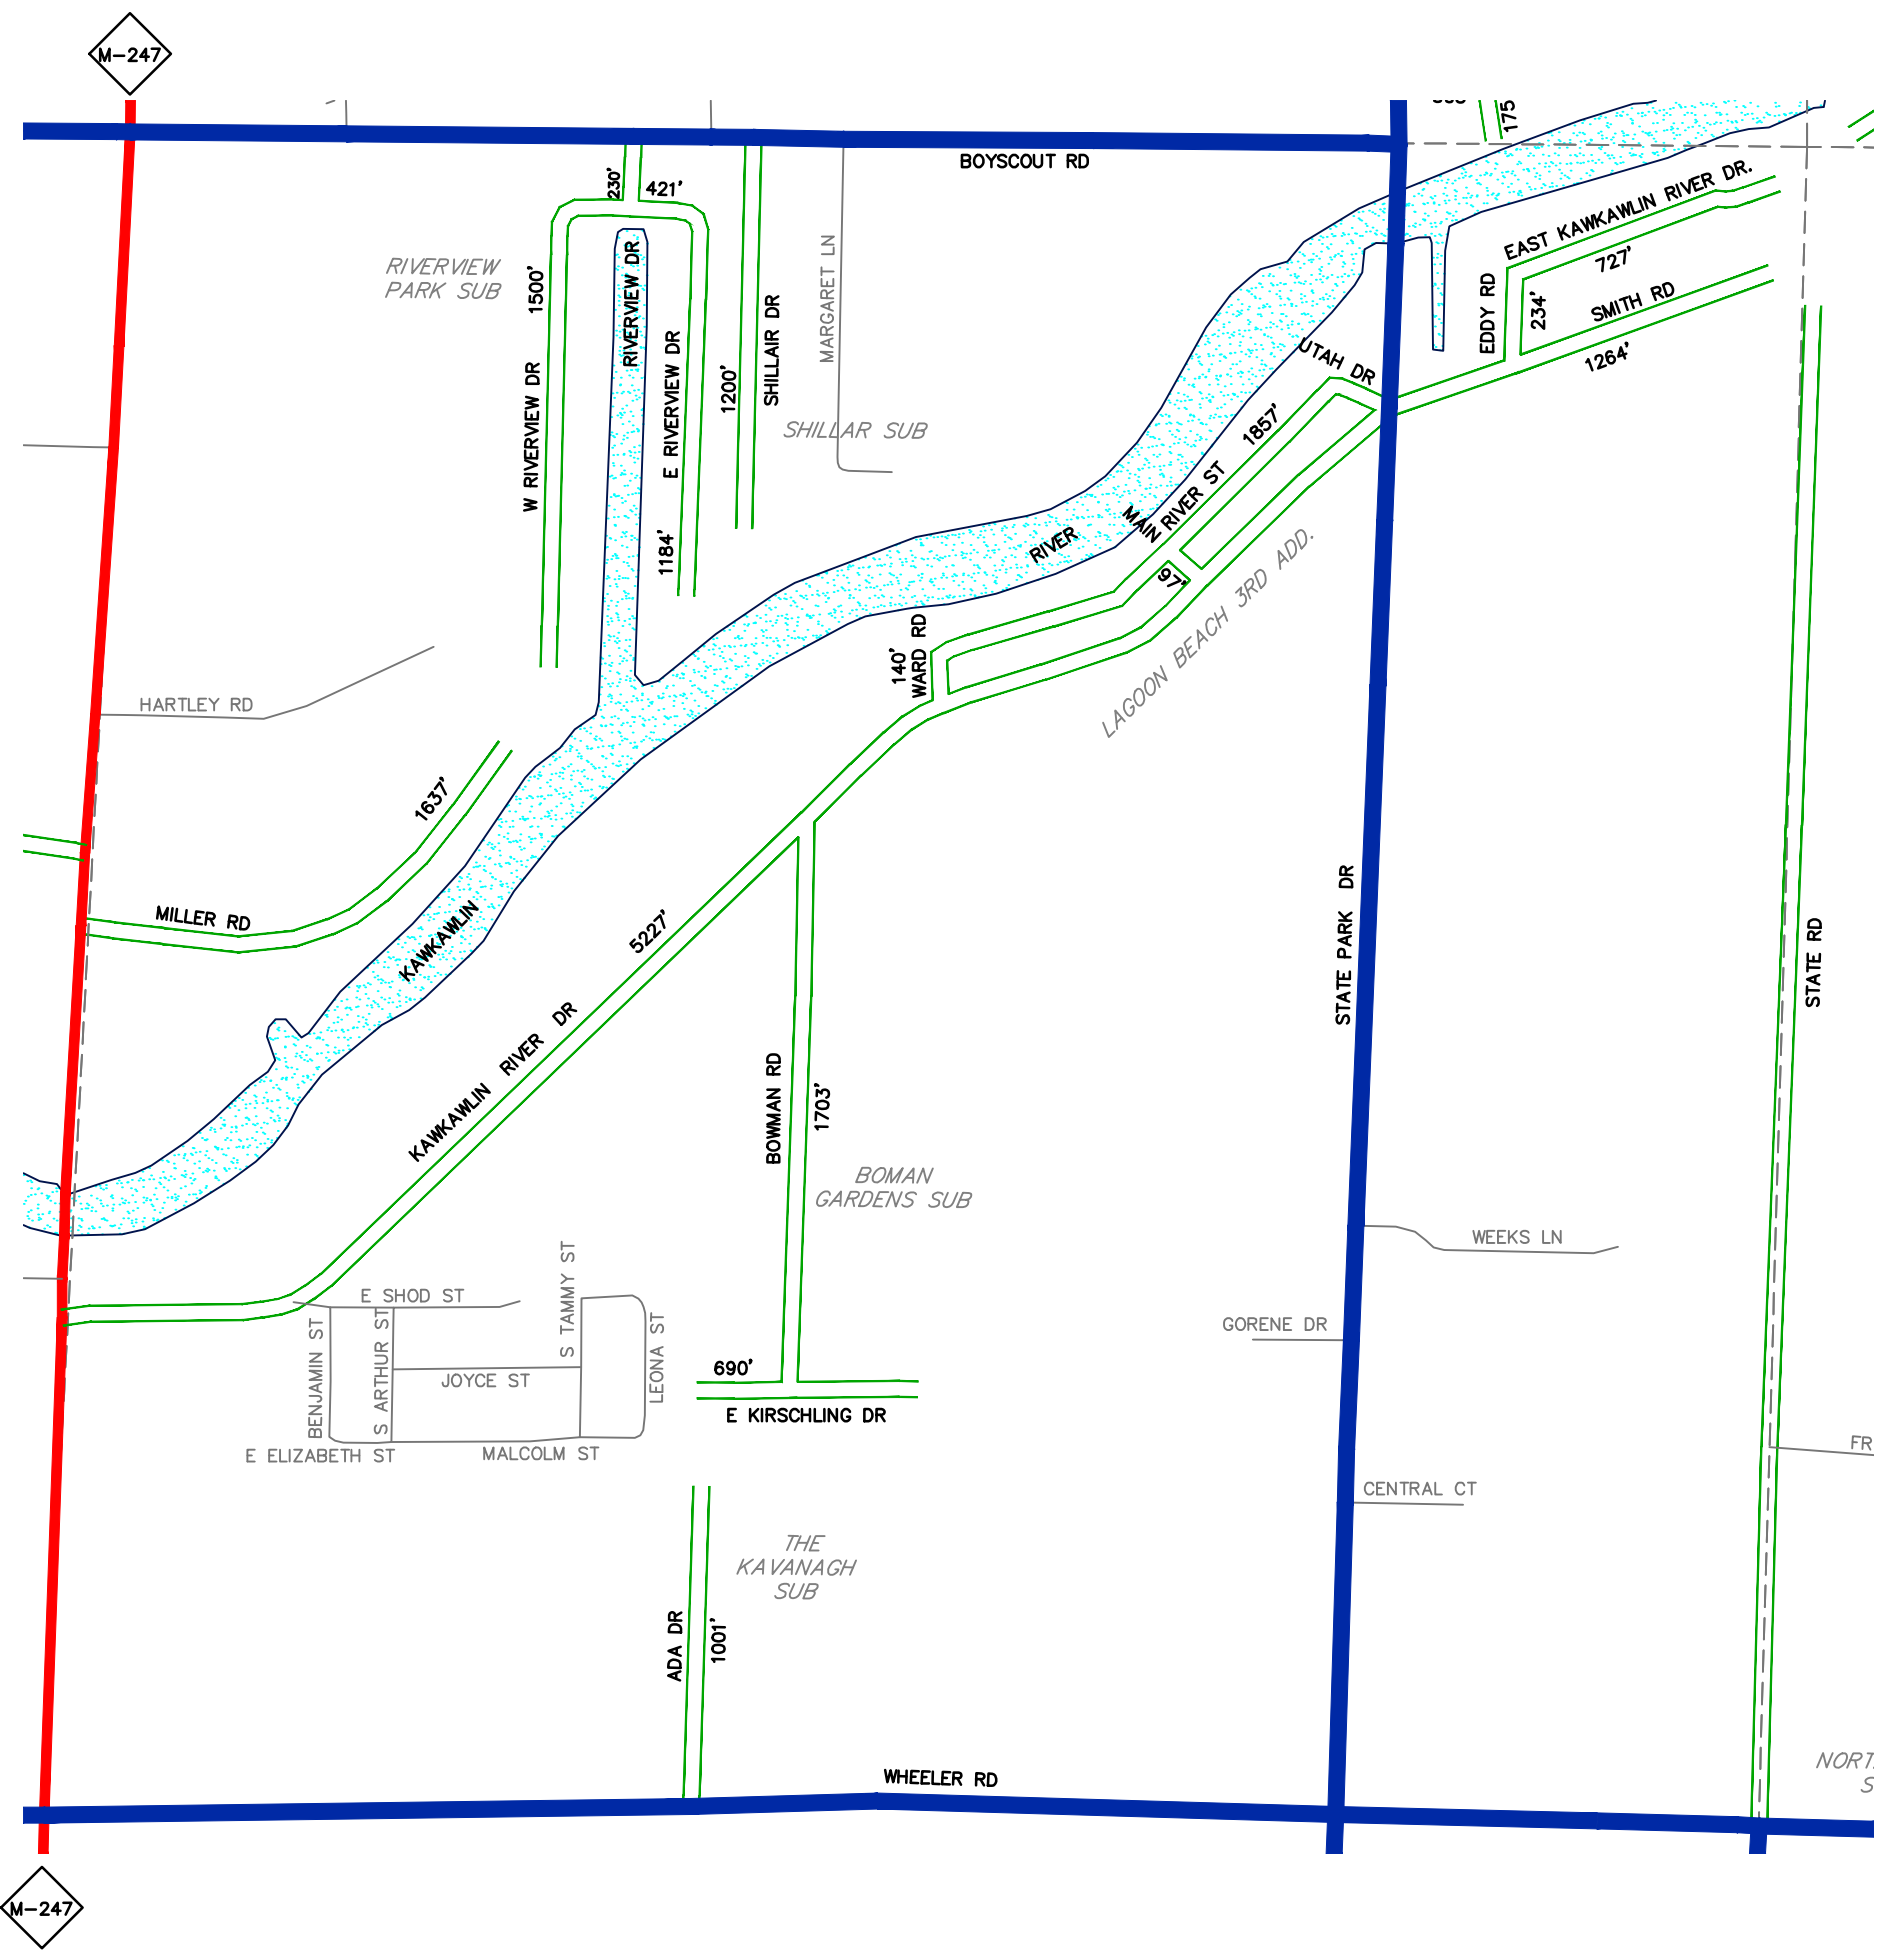 M-247
175
BOYSCOUT RD
230'
421'
EAST KAWKAWLIN RIVER DR.
727'
RIVERVIEW
PARK SUB
1500'
RIVERVIEW DR
MARGARET LN
SHILLAIR DR
EDDY RD
234'
SMITH RD
1264'
UTAH DR
W RIVERVIEW DR
E RIVERVIEW DR
1200'
SHILLAR SUB
1857'
MAIN RIVER ST
MAIN
RIVER
1184'
97'
LAGOON BEACH 3RD ADD.
140'
WARD RD
HARTLEY RD
1637'
MILLER RD
KAWKAWLIN
5227'
KAWKAWLIN RIVER DR
STATE PARK DR
STATE RD
BOWMAN RD
1703'
BOMAN
GARDENS SUB
WEEKS LN
E SHOD ST
S TAMMY ST
BENJAMIN ST
S ARTHUR ST
LEONA ST
JOYCE ST
GORENE DR
690'
E KIRSCHLING DR
E ELIZABETH ST
MALCOLM ST
FR
CENTRAL CT
THE
KAVANAGH
SUB
ADA DR
1001'
WHEELER RD
NORT
S
M-247